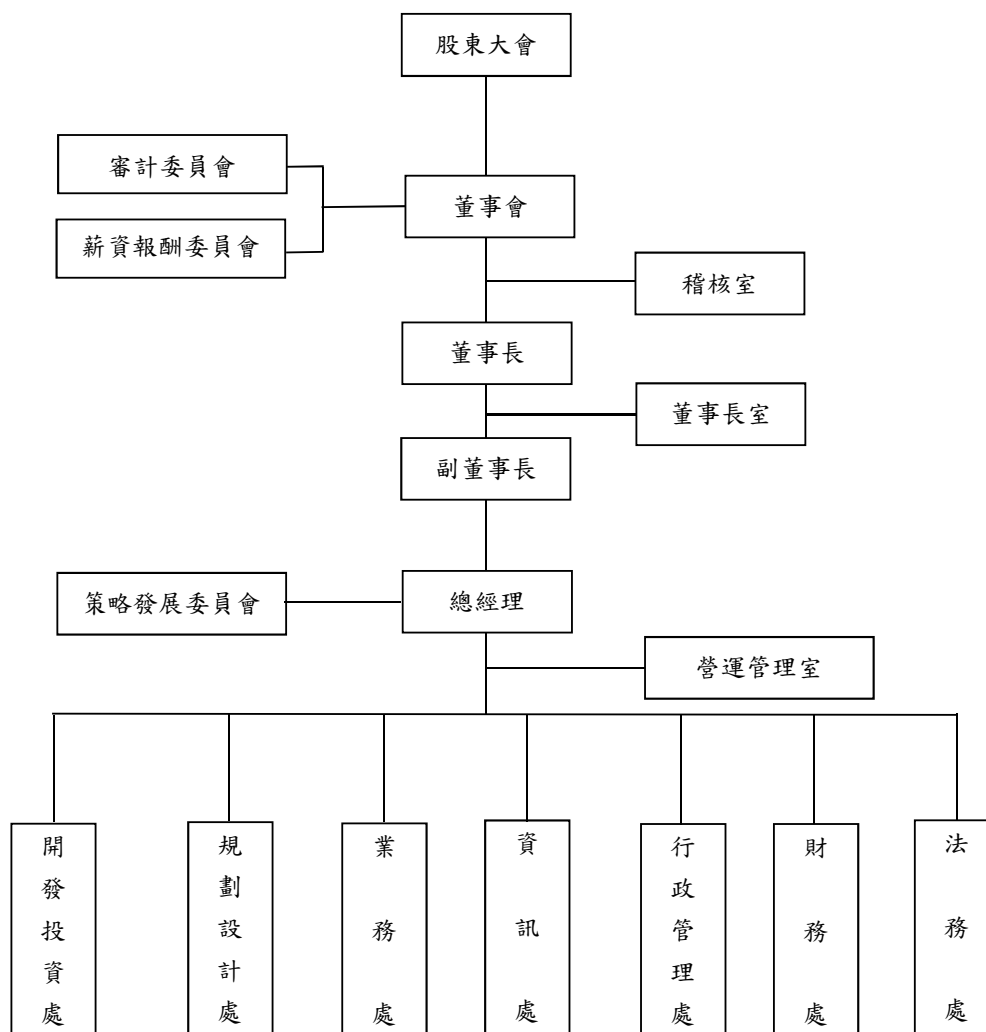 股東大會
審計委員會
董事會
薪資報酬委員會
稽核室
董事長
董事長室
副董事長
策略發展委員會
總經理
營運管理室
開發投資處
規劃設計處
業務處
資訊處
行政管理處
財務處
法務處